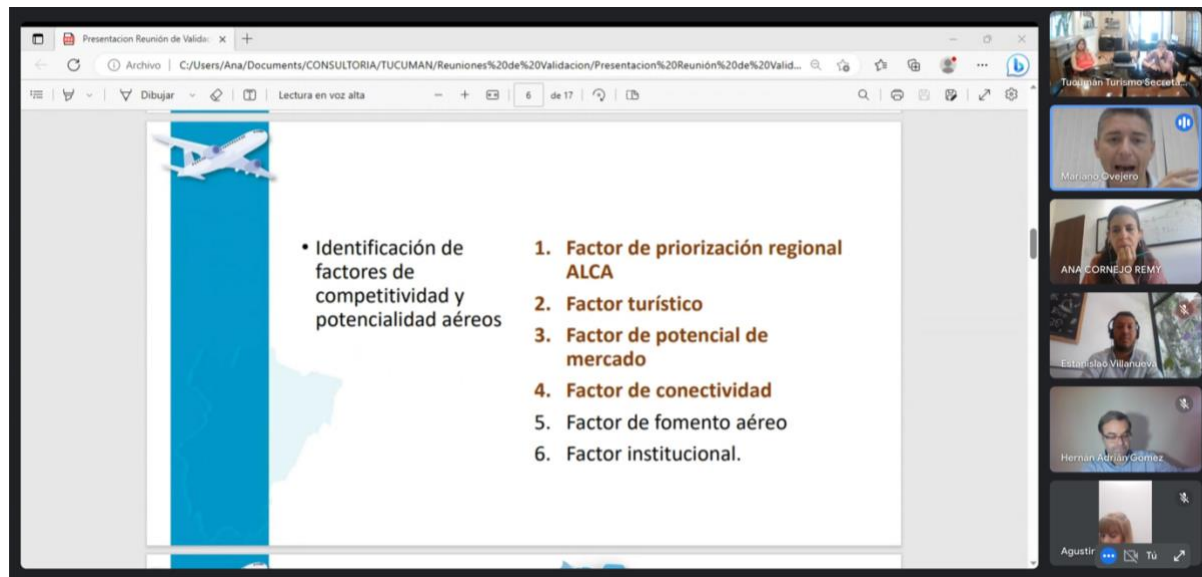 Presentacion Reunión de Valida
Archivo
C:/Users/Ana/Documents/CONSULTORIA/TUCUMAN/Reuniones%20de%20Validacion/Presentacion%20Reunión%20de%20Valid...
Dibujar
Lectura en voz alta
6
de 17
• Identificación de
factores de
competitividad y
potencialidad aéreos
1. Factor de priorización regional
ALCA
2. Factor turístico
3. Factor de potencial de
mercado
4. Factor de conectividad
5. Factor de fomento aéreo
6. Factor institucional.
Tucumán Turismo Secreta...
Mariano Ovejero
ANA CORNEJO REMY
Estanislao Villanueva
Hernán Adrián Gómez
Agustin
Tú